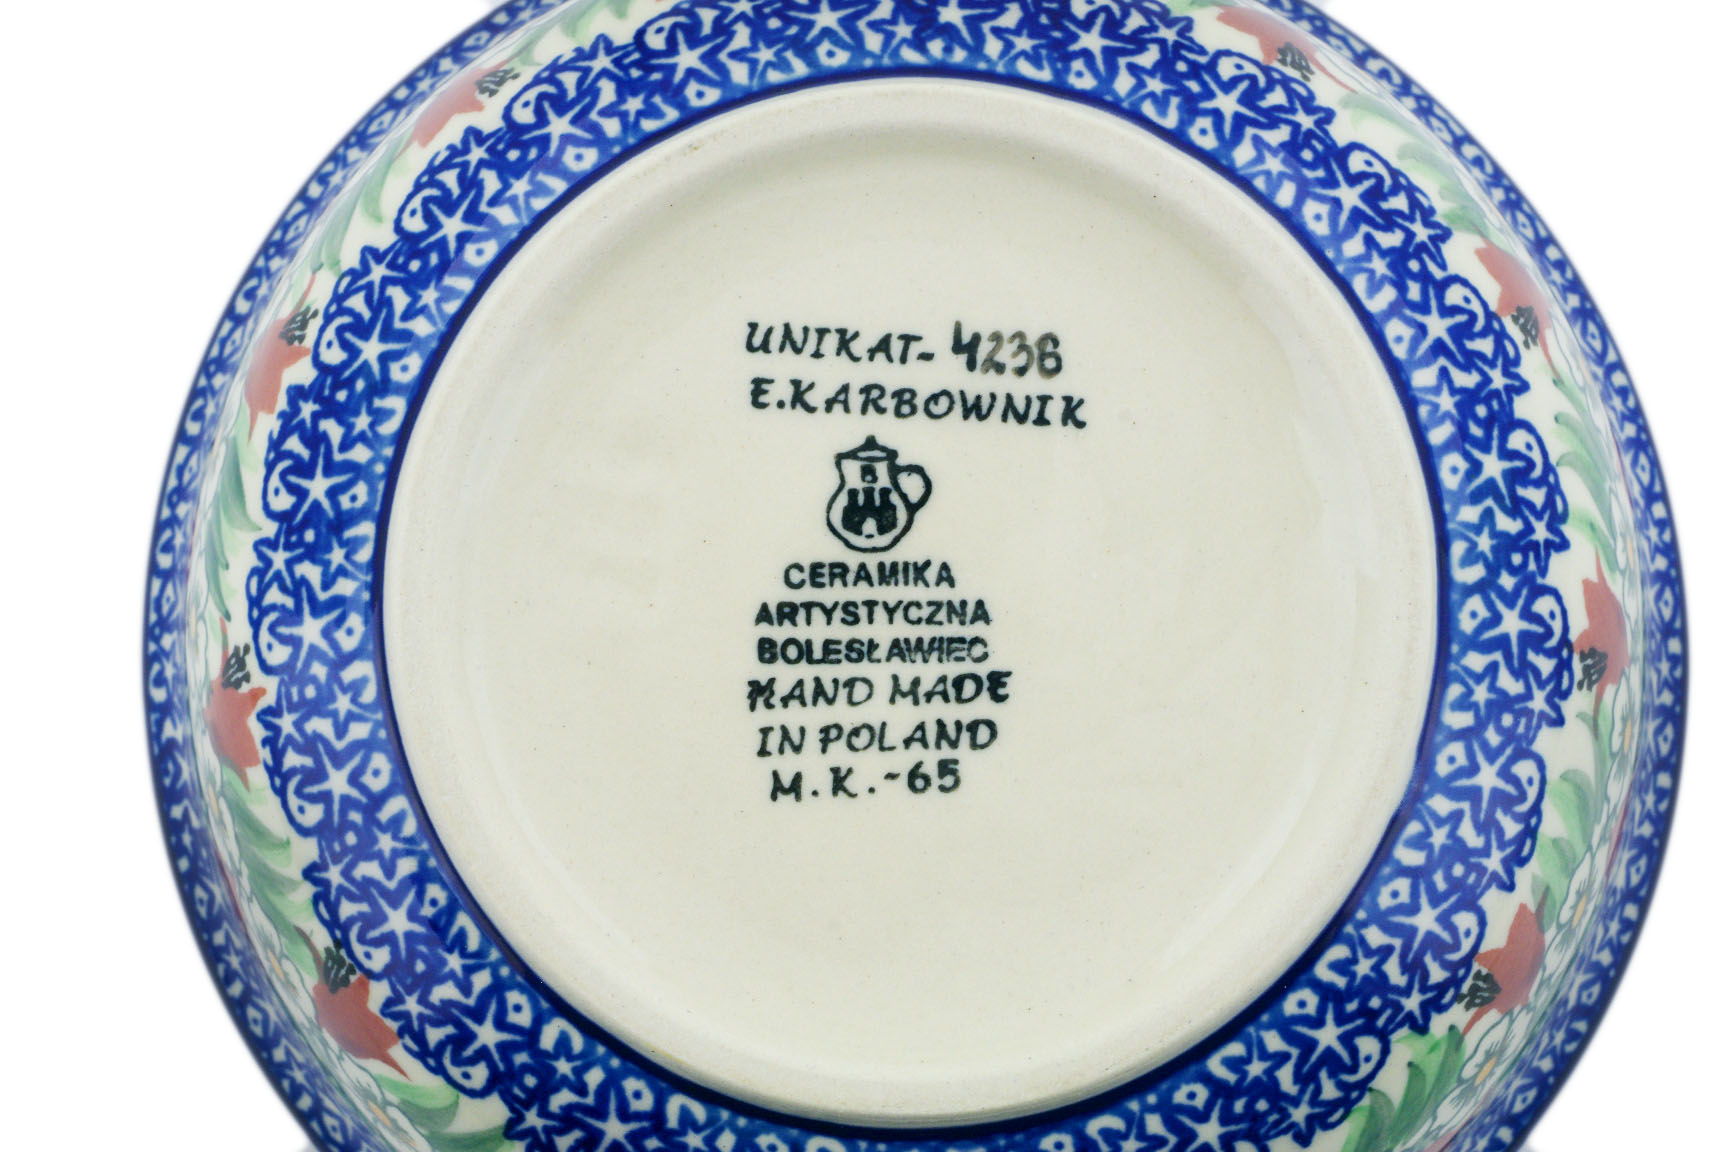 UNIKAT- 4236
E.KARBOWNIK
B
CERAMIKA
ARTYSTYCZNA
BOLESŁAWIEC
HAND MADE
IN POLAND
M.K.-65